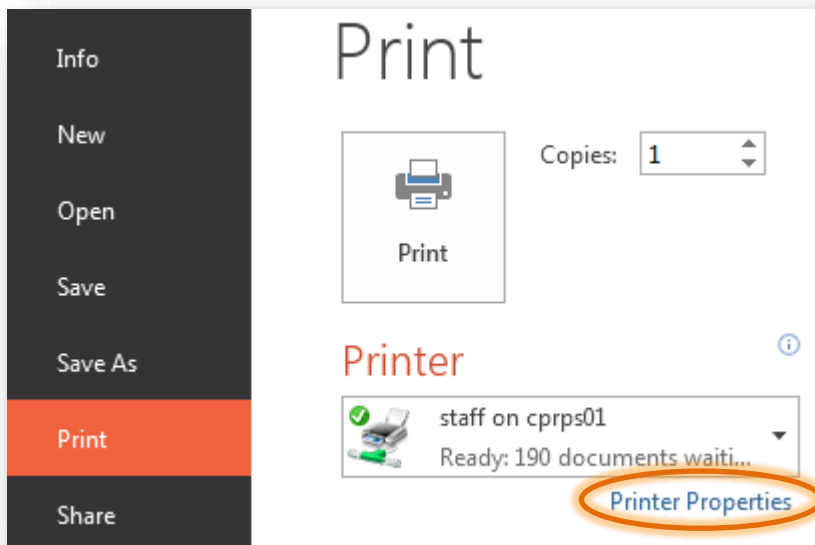 Info
New
Open
Save
Save As
Print
Share
Print
Print
Copies: 1
Printer
staff on cprps01
Ready: 190 documents waiti...
Printer Properties